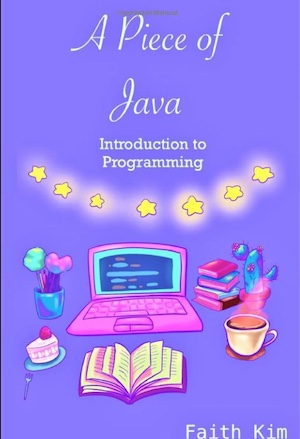 A Piece of
Java
Introduction to
Programming
Faith Kim